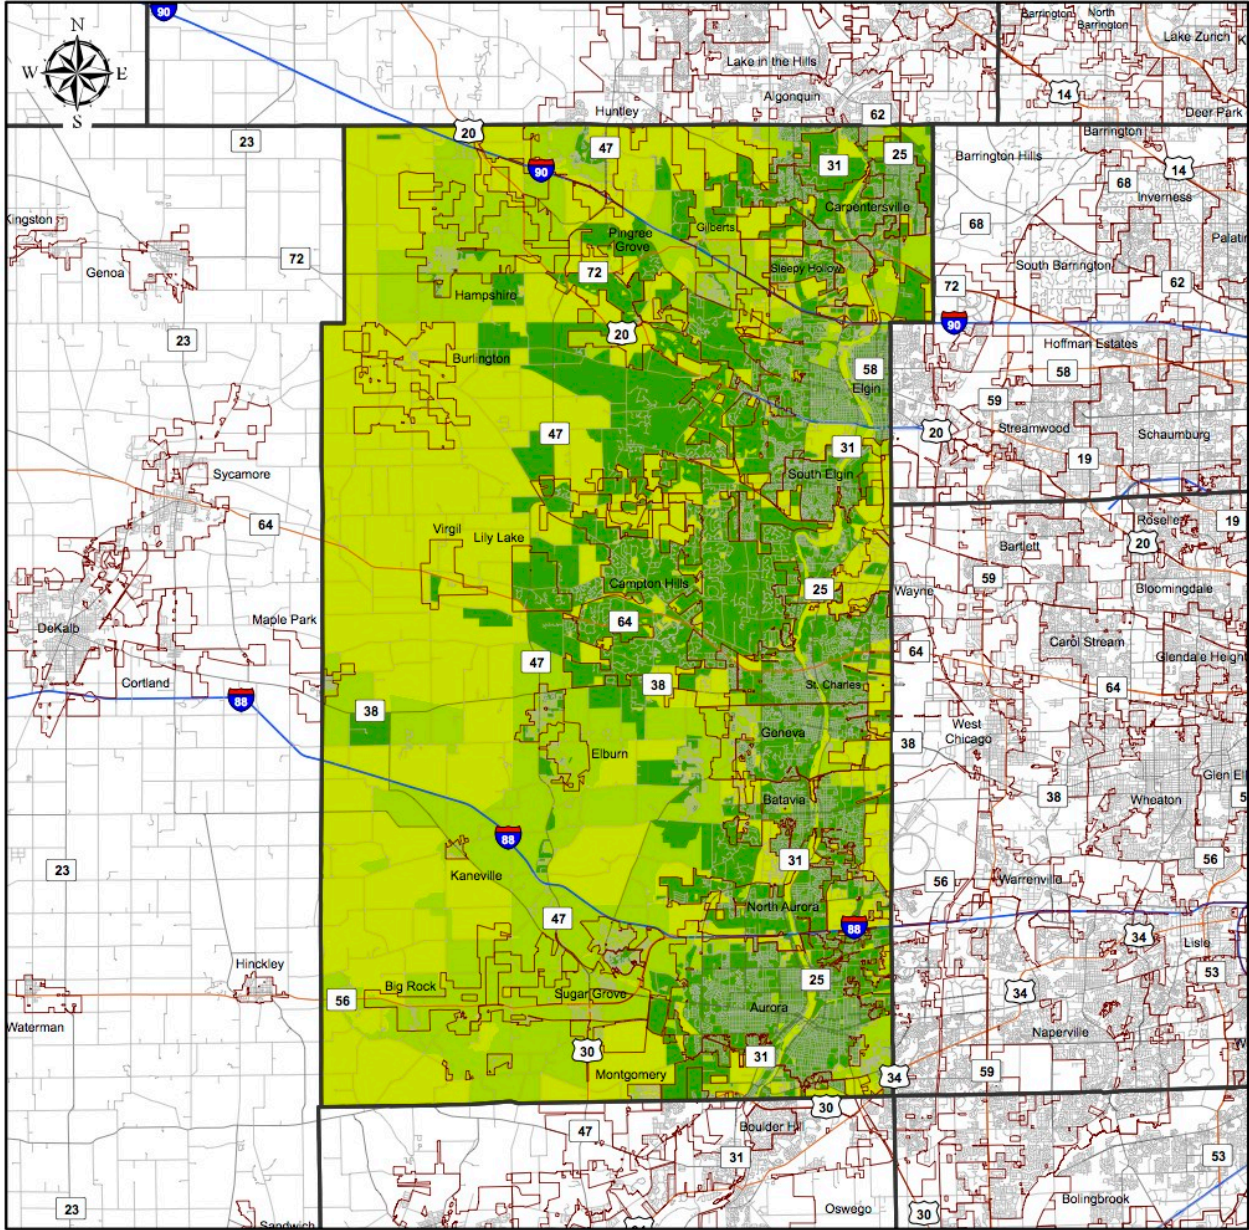 90
Barrington
North
Barrington
Lake Zurich
N
W
E
S
Lake in the Hills
14
Algonquin
Huntley
62
Deer Park
20
23
47
90
31
25
Barrington
Barrington Hills
14
68
Inverness
Kingston
Carpentersville
68
Gilberts
Pingree
Grove
72
Genoa
72
Sleepy Hollow
South Barrington
62
72
Hampshire
90
20
23
Hoffman Estates
Burlington
58
58
Elgin
59
47
20
Streamwood
Schaumburg
31
19
Sycamore
South Elgin
64
Virgil
Lily Lake
Roselle
19
20
Bartlett
59
Campton Hills
25
Wayne
Bloomingdale
Maple Park
64
DeKalb
Carol Stream
64
Glendale Height
47
Cortland
38
St. Charles
64
88
38
West
Chicago
Geneva
38
Elburn
Glen El
38
Batavia
Wheaton
5
88
23
31
56
Kaneville
56
Warrenville
North Aurora
47
88
34
Lisle
Hinckley
53
Big Rock
25
56
Sugar Grove
34
Aurora
Waterman
Naperville
30
31
59
Montgomery
34
30
47
Boulder Hill
31
53
Bolingbrook
23
Oswego
30
Sandwich